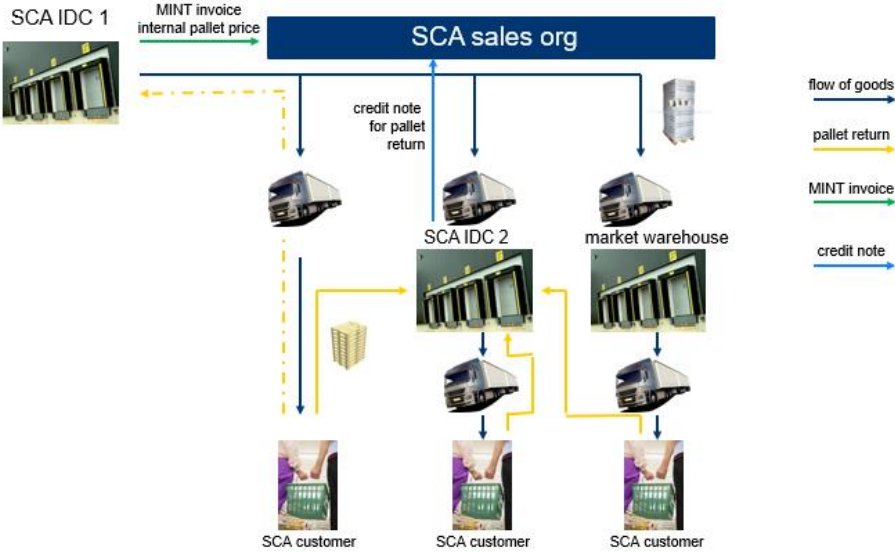 SCA IDC 1
MINT invoice
internal pallet price
SCA sales org
credit note
for pallet
return
flow of goods
pallet return
MINT invoice
credit note
SCA IDC 2
market warehouse
SCA customer
SCA customer
SCA customer